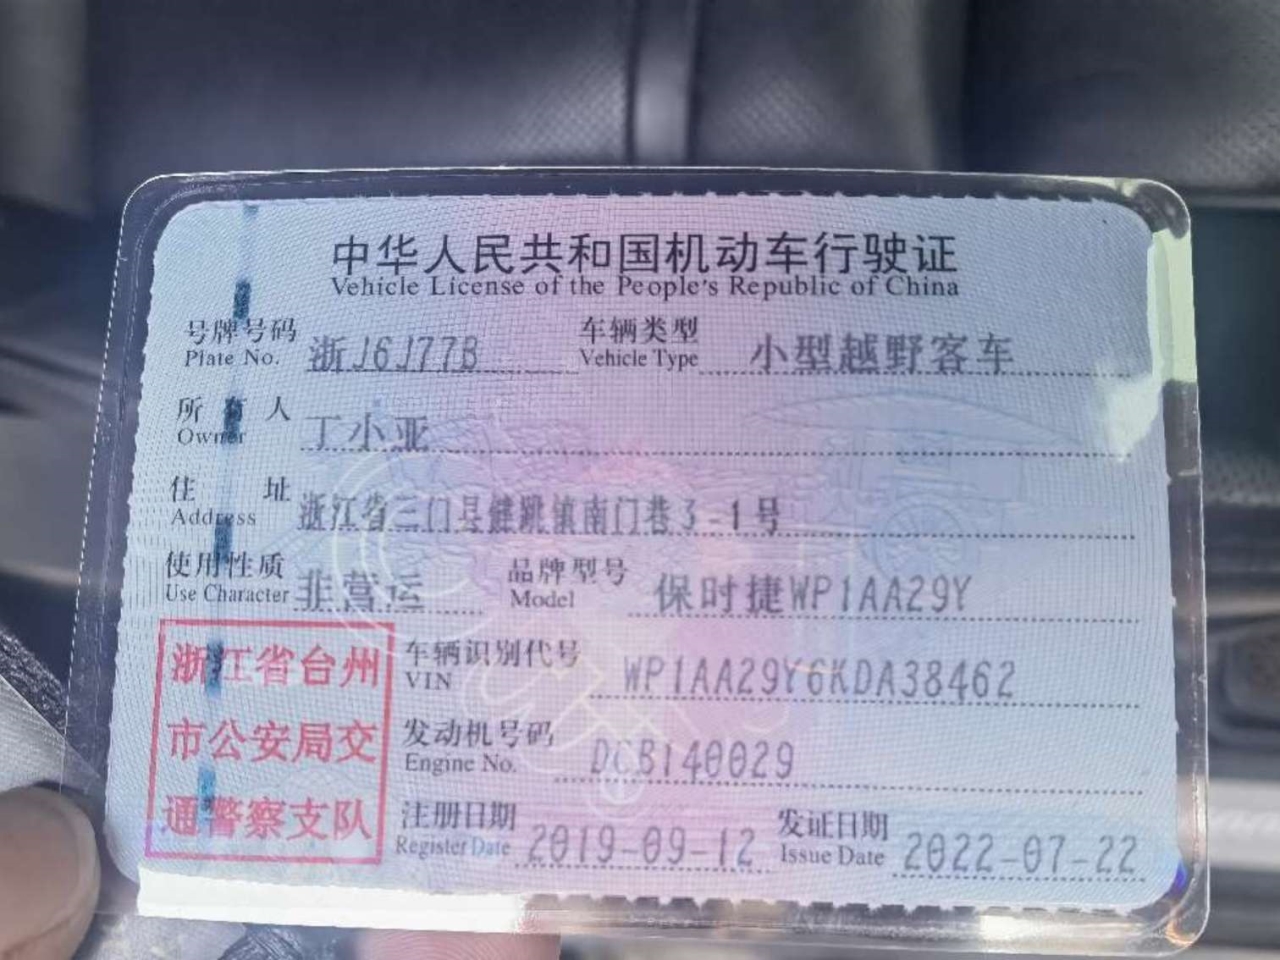 中华人民共和国机动车行驶证
Vehicle License of the People's Republic of China
号牌号码 浙J6J77B 车辆类型 小型越野客车
Plate No. Vehicle Type
所有人 丁小亚
Owner
住址 浙江省三门县健跳镇南门巷3-1号
Address
使用性质 非营运 品牌型号 保时捷WP1AA29Y
Use Character Model
浙江省台州
市公安局交
通警察支队
车辆识别代号 WP1AA29Y6KDA38462
VIN
发动机号码 DCB140029
Engine No.
注册日期 2019-09-12 发证日期 2022-07-22
Register Date Issue Date